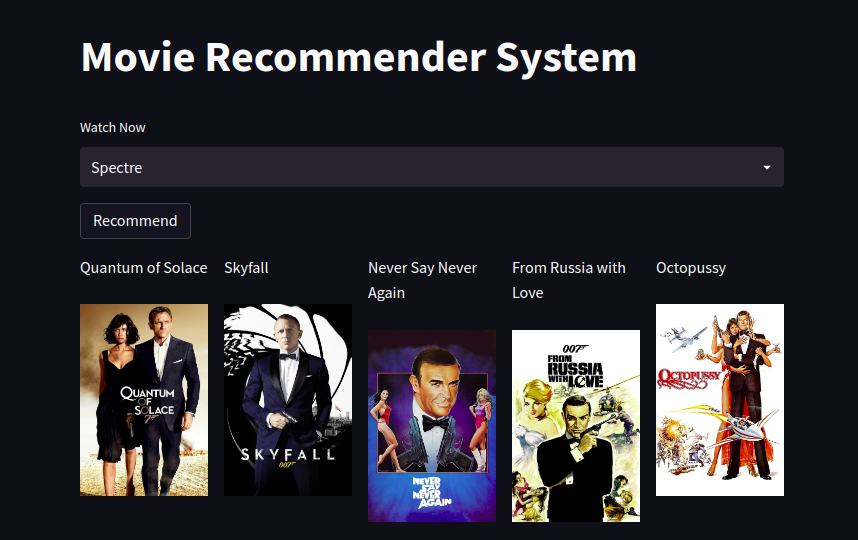 Movie Recommender System
Watch Now
Spectre
Recommend
Quantum of Solace
Skyfall
Never Say Never
Again
From Russia with
Love
Octopussy
QUANTUM
OF
SOLACE
007
SKYFALL
007
NEVER
SAY
NEVER
AGAIN
007
FROM
RUSSIA
WITH LOVE
OCTOPUSSY